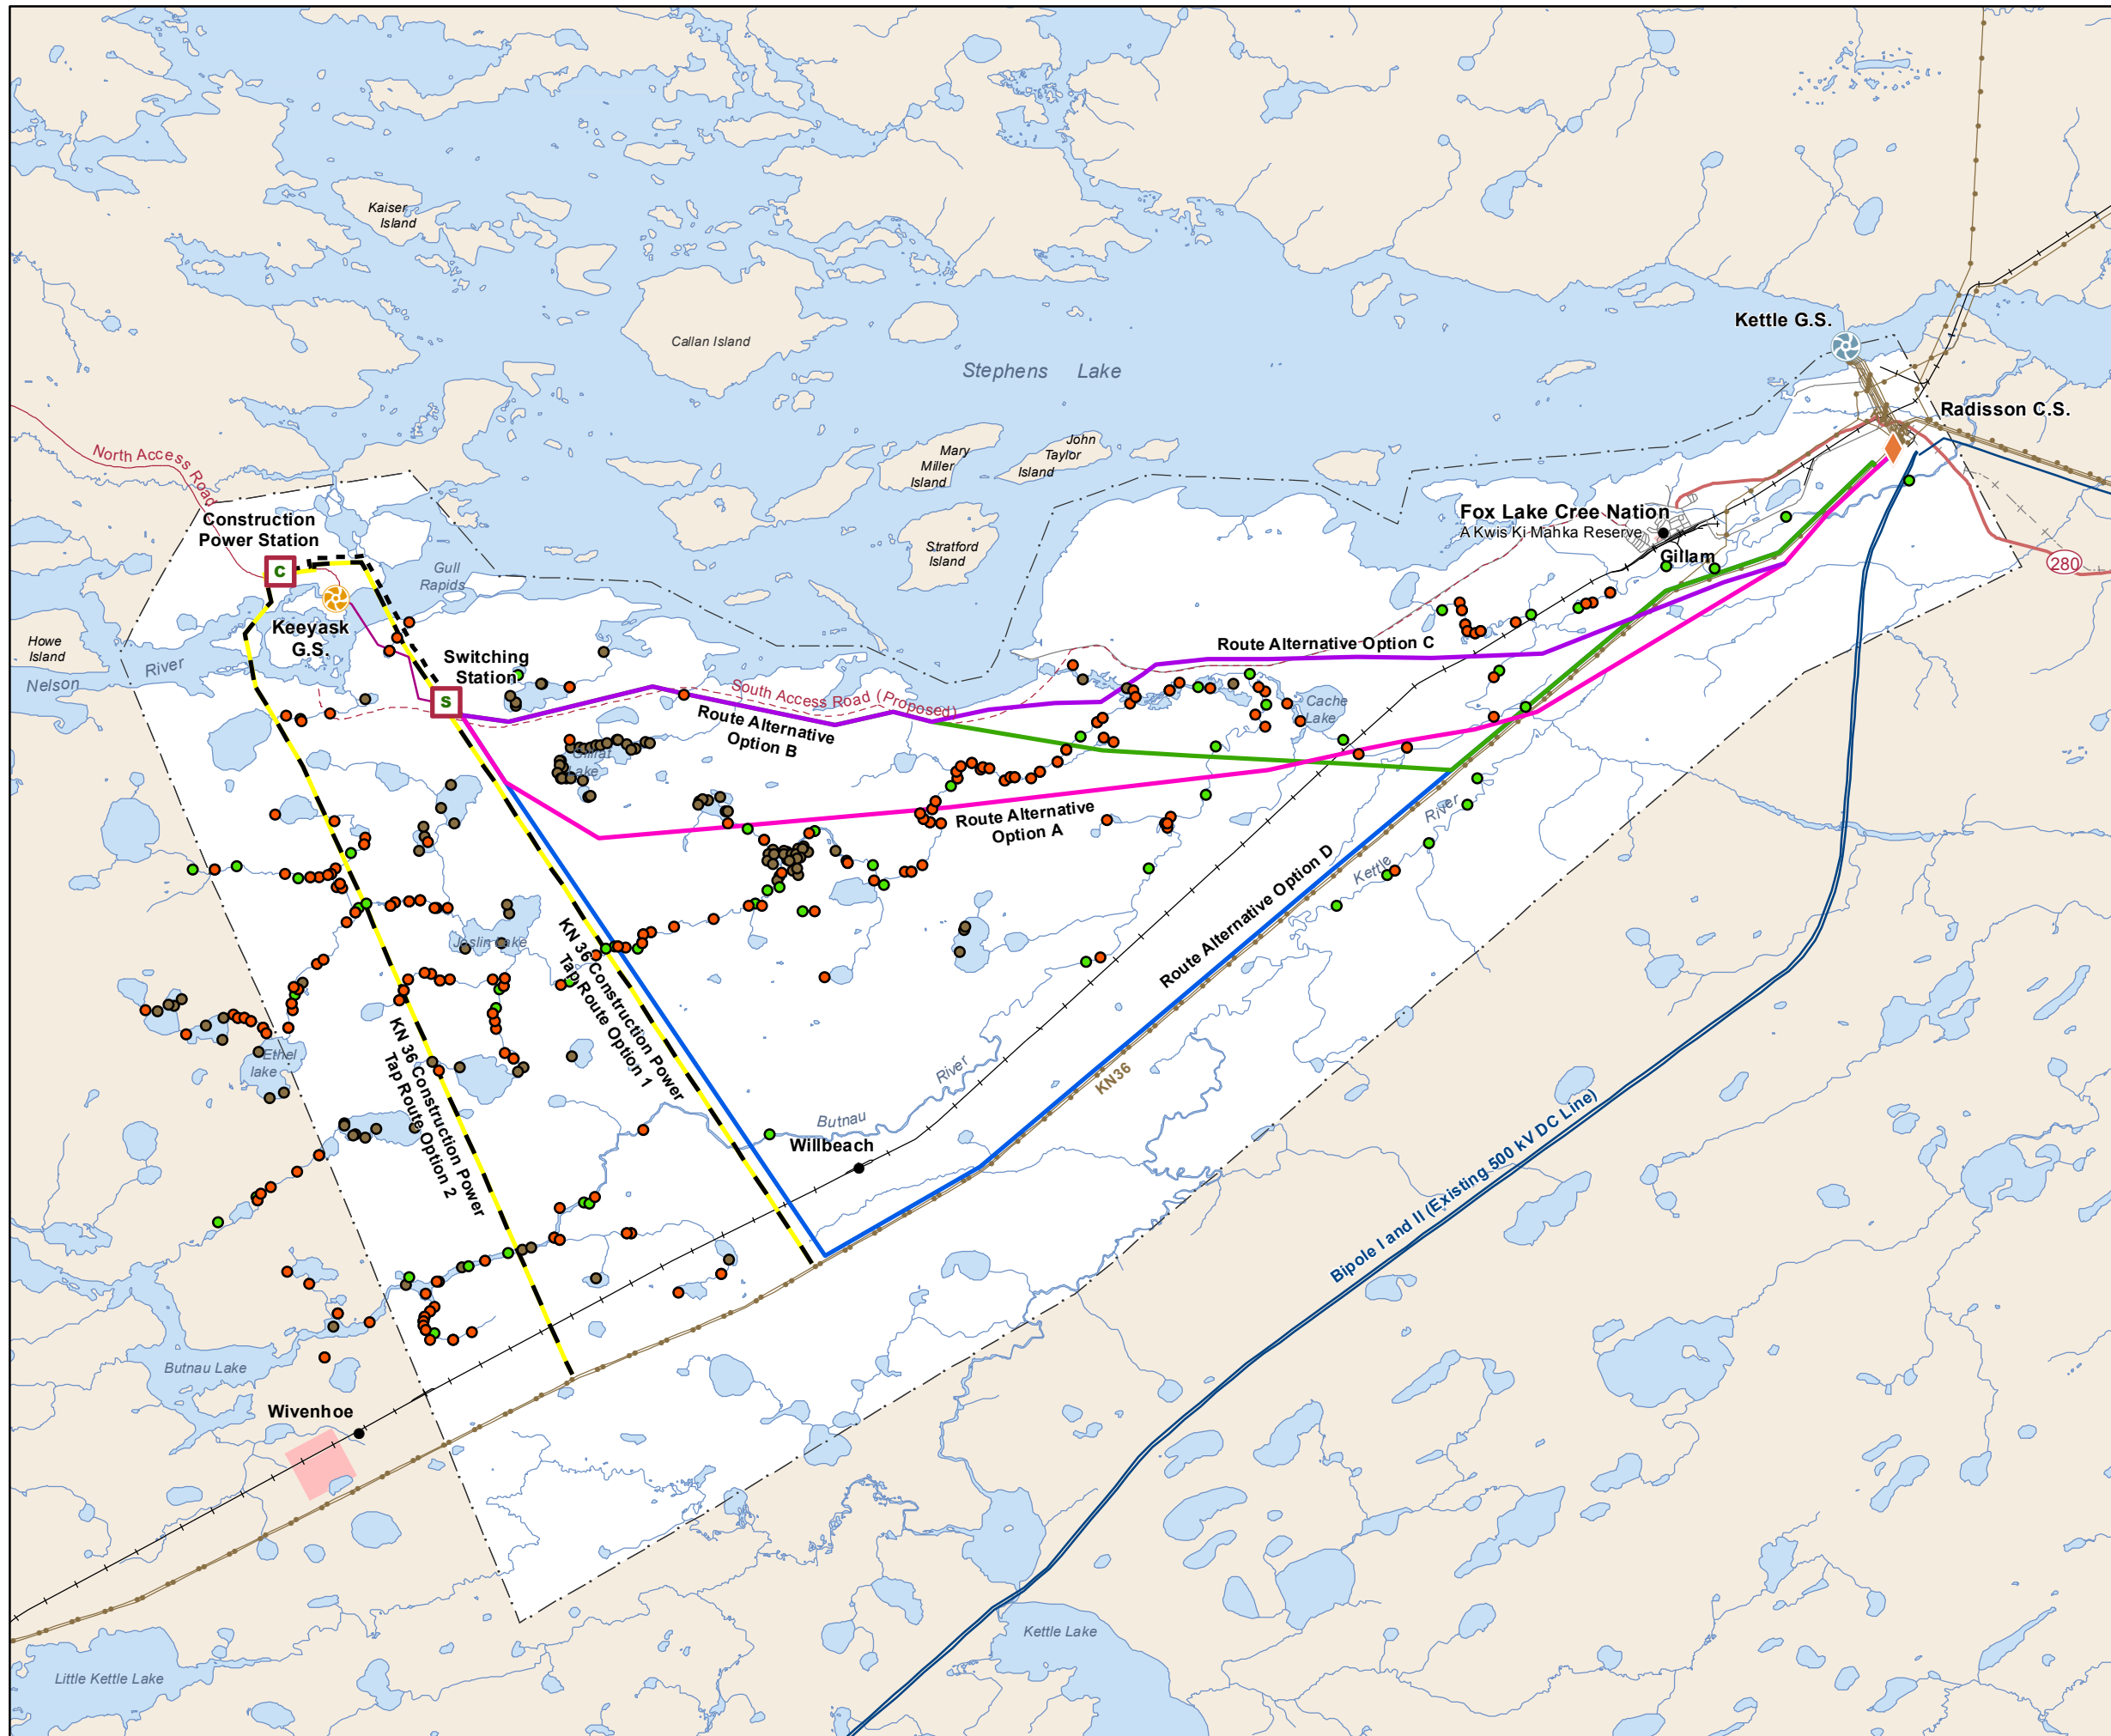 Kaiser
Island
Callan Island
Stephens Lake
Kettle G.S.
Radisson C.S.
Mary
Miller
Island
John
Taylor
Island
Stratford
Island
North Access Road
Construction
Power Station
C
Gull
Rapids
Fox Lake Cree Nation
A Kwis Ki Mahka Reserve
Gillam
280
Keeyask
G.S.
Howe
Island
Nelson
River
Switching
Station
S
South Access Road (Proposed)
Route Alternative
Option B
Route Alternative Option C
Cache
Lake
Gillrat
Lake
Route Alternative
Option A
Kettle
River
Route Alternative Option D
Joslin Lake
KN 36 Construction Power
Tap Route Option 1
KN 36 Construction Power
Tap Route Option 2
Ethel
lake
KN36
Butnau
River
Willbeach
Bipole I and II (Existing 500 kV DC Line)
Butnau Lake
Wivenhoe
Kettle Lake
Little Kettle Lake